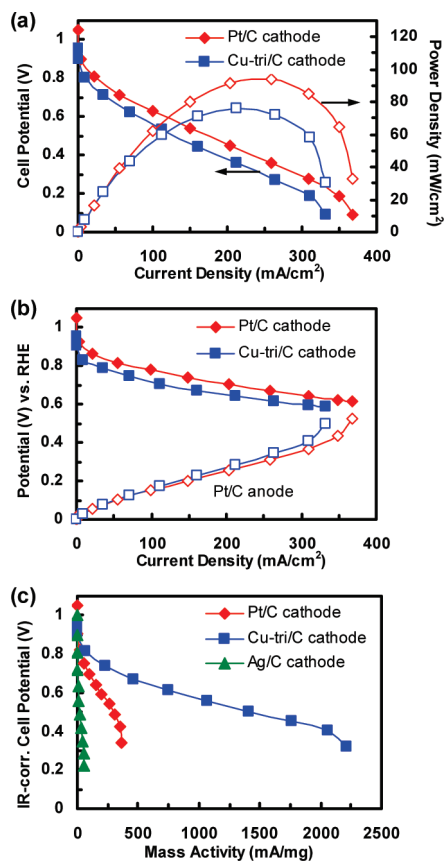 (a)
Pt/C cathode
Cu-tri/C cathode
Cell Potential (V)
1
0.8
0.6
0.4
0.2
0
120
100
80
60
40
20
0
Power Density
(mW/cm²)
0 100 200 300 400
Current Density (mA/cm²)
(b)
Pt/C cathode
Cu-tri/C cathode
Potential (V) vs. RHE
1
0.8
0.6
0.4
0.2
0
Pt/C anode
0 100 200 300 400
Current Density (mA/cm²)
(c)
Pt/C cathode
Cu-tri/C cathode
Ag/C cathode
IR-corr. Cell Potential (V)
1
0.8
0.6
0.4
0.2
0
0 500 1000 1500 2000 2500
Mass Activity (mA/mg)